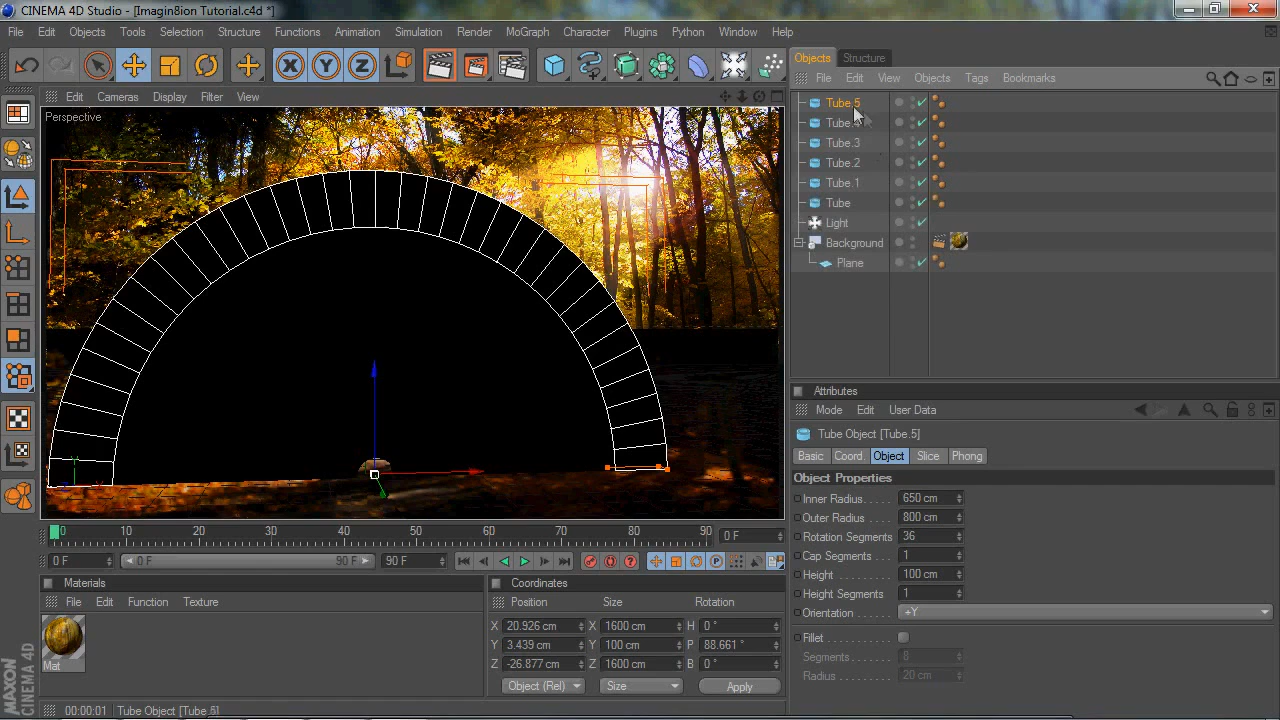 CINEMA 4D Studio - [Imagin8ion Tutorial.c4d *]
File Edit Objects Tools Selection Structure Functions Animation Simulation Render MoGraph Character Plugins Python Window Help
X Y Z
Objects Structure
File Edit View Objects Tags Bookmarks
Edit Cameras Display Filter View
Perspective
Tube.5
Tube.4
Tube.3
Tube.2
Tube.1
Tube
Light
Background
Plane
Attributes
Mode Edit User Data
Tube Object [Tube.5]
Basic Coord. Object Slice Phong
Object Properties
Inner Radius 650 cm
Outer Radius 800 cm
Rotation Segments 36
Cap Segments 1
Height 100 cm
Height Segments 1
Orientation +Y
Fillet
Segments 8
Radius 20 cm
0 10 20 30 40 50 60 70 80 90 0 F
0 F 0 F 90 F 90 F
Materials
File Edit Function Texture
Mat
Coordinates
Position Size Rotation
X 20.926 cm X 1600 cm H 0 °
Y 3.439 cm Y 100 cm P 88.661 °
Z -26.877 cm Z 1600 cm B 0 °
Object (Rel) Size Apply
MAXON CINEMA 4D
00:00:01 Tube Object [Tube.5]